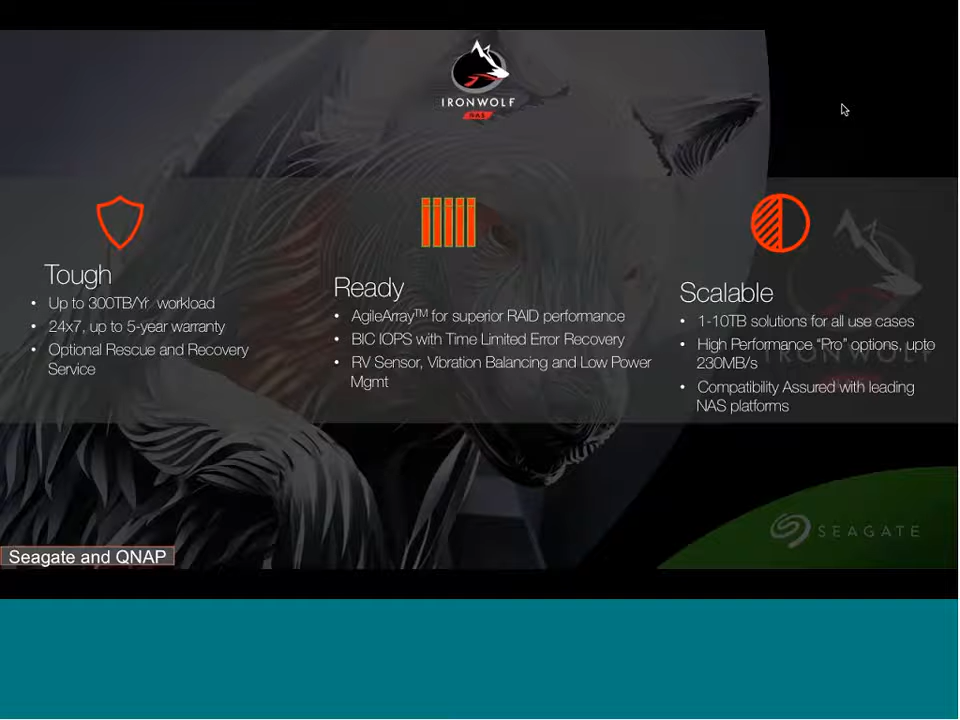 IRONWOLF
NAS
Tough
• Up to 300TB/Yr workload
• 24x7, up to 5-year warranty
• Optional Rescue and Recovery
Service
Ready
• AgileArray™ for superior RAID performance
• BIC IOPS with Time Limited Error Recovery
• RV Sensor, Vibration Balancing and Low Power
Mgmt
Scalable
• 1-10TB solutions for all use cases
• High Performance “Pro” options, upto
230MB/s
• Compatibility Assured with leading
NAS platforms
IRONWOLF
SEAGATE
Seagate and QNAP